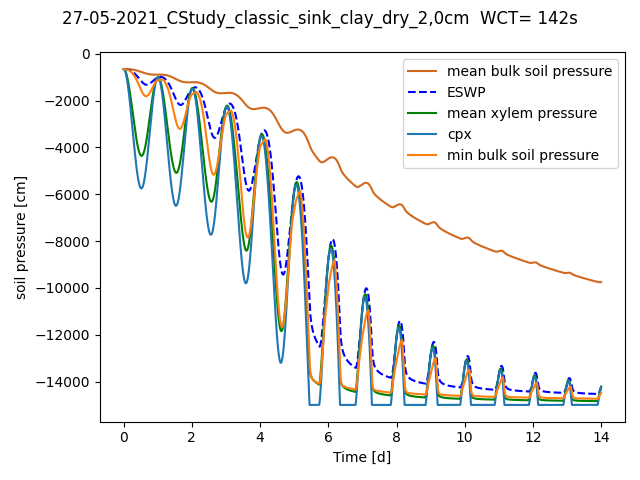 27-05-2021_CStudy_classic_sink_clay_dry_2,0cm  WCT= 142s
mean bulk soil pressure
ESWP
mean xylem pressure
cpx
min bulk soil pressure
soil pressure [cm]
0
−2000
−4000
−6000
−8000
−10000
−12000
−14000
0 2 4 6 8 10 12 14
Time [d]